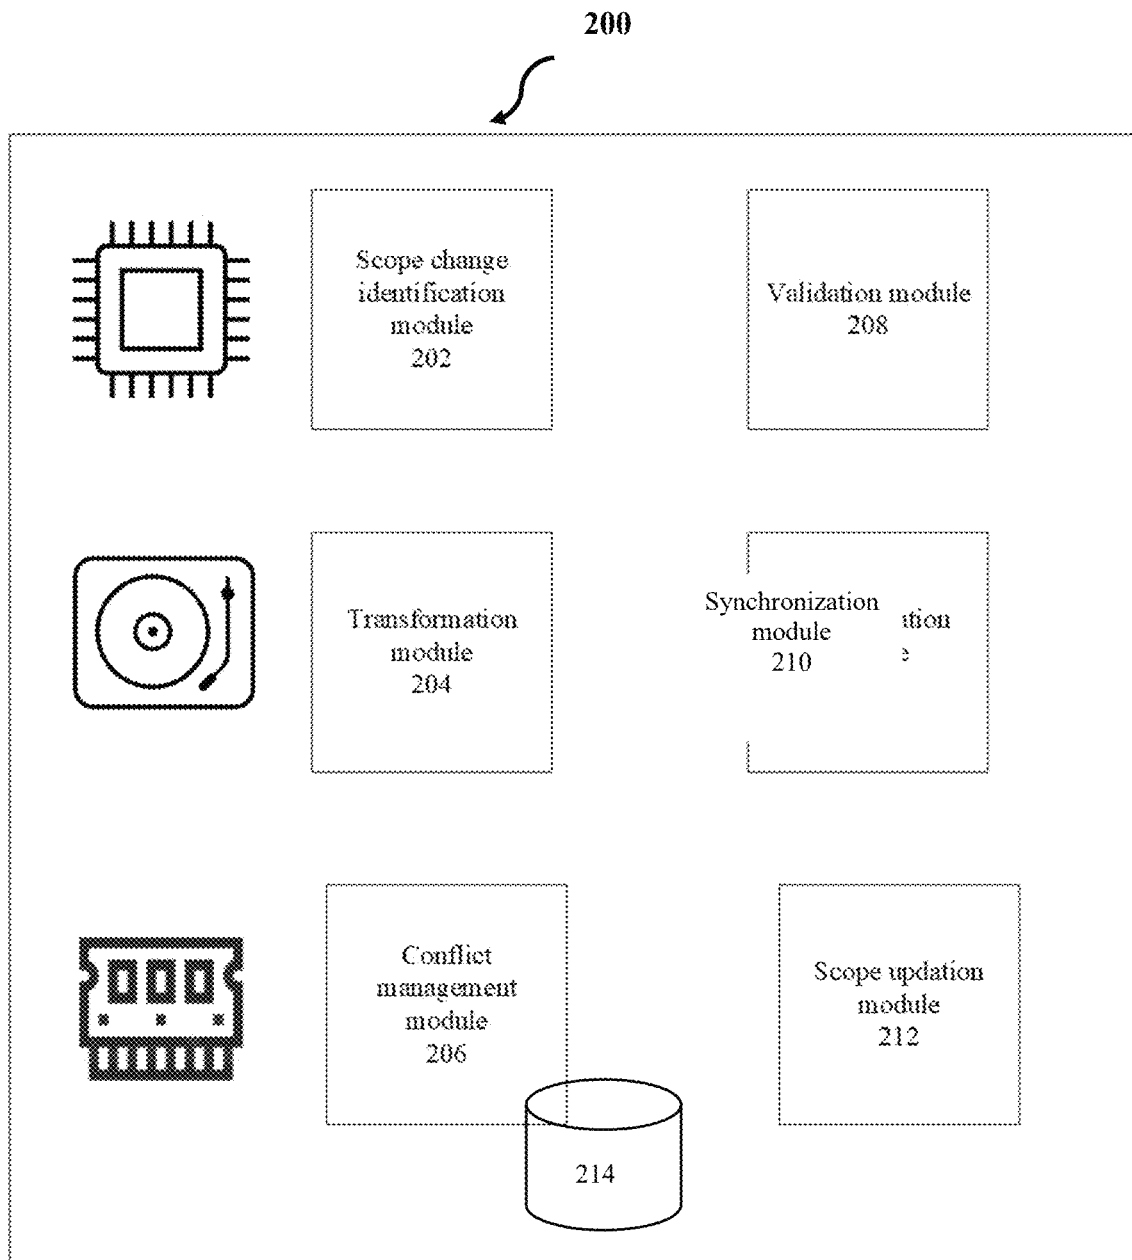 200
Scope change
identification
module
202
Validation module
208
Transformation
module
204
Synchronization
module
210
Conflict
management
module
206
Scope updation
module
212
214